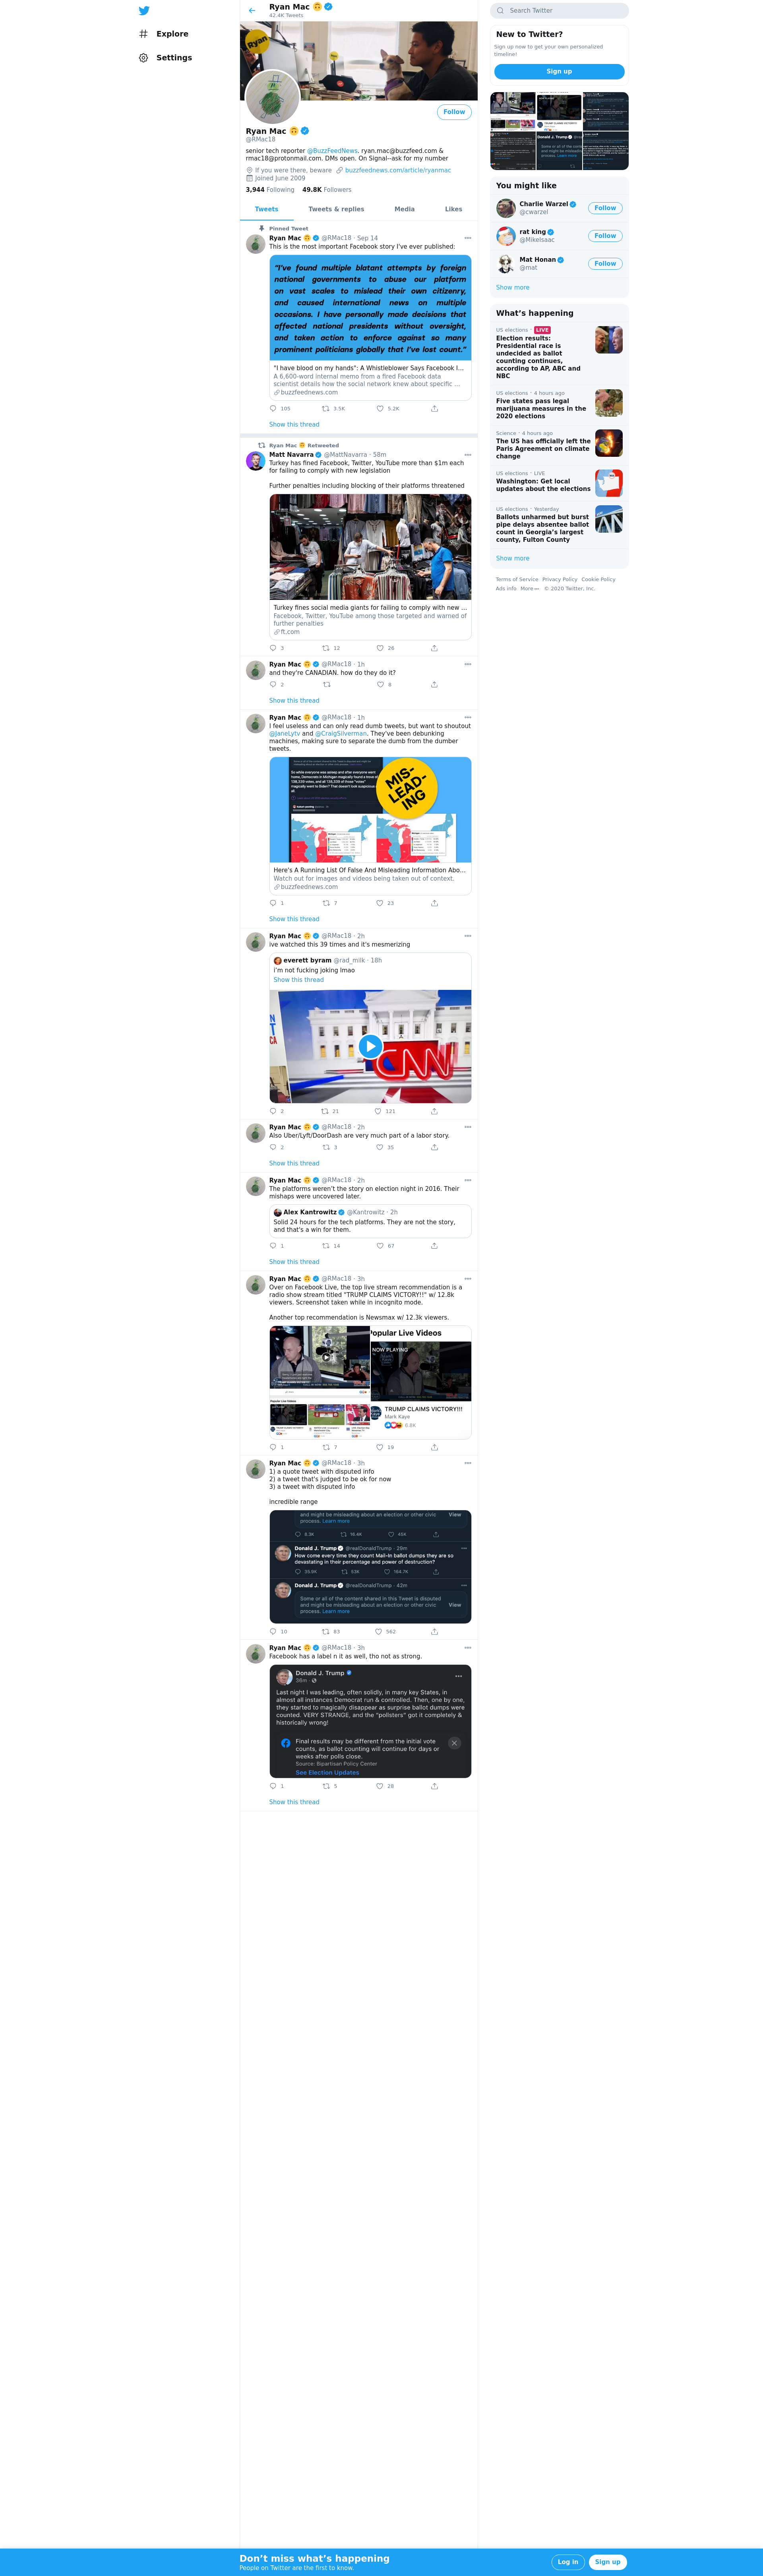 Explore
Settings
Ryan Mac 🙃
42.4K Tweets
Ryan
Follow
Ryan Mac 🙃
@RMac18
senior tech reporter @BuzzFeedNews. ryan.mac@buzzfeed.com &
rmac18@protonmail.com. DMs open. On Signal--ask for my number
If you were there, beware buzzfeednews.com/article/ryanmac
Joined June 2009
3,944 Following 49.8K Followers
Tweets Tweets & replies Media Likes
Pinned Tweet
Ryan Mac 🙃 @RMac18 · Sep 14
This is the most important Facebook story I've ever published:
"I've found multiple blatant attempts by foreign
national governments to abuse our platform
on vast scales to mislead their own citizenry,
and caused international news on multiple
occasions. I have personally made decisions that
affected national presidents without oversight,
and taken action to enforce against so many
prominent politicians globally that I've lost count."
"I have blood on my hands": A Whistleblower Says Facebook I...
A 6,600-word internal memo from a fired Facebook data
scientist details how the social network knew about specific ...
buzzfeednews.com
105 3.5K 5.2K
Show this thread
Ryan Mac 🙃 Retweeted
Matt Navarra @MattNavarra · 58m
Turkey has fined Facebook, Twitter, YouTube more than $1m each
for failing to comply with new legislation
Further penalties including blocking of their platforms threatened
Turkey fines social media giants for failing to comply with new ...
Facebook, Twitter, YouTube among those targeted and warned of
further penalties
ft.com
3 12 26
Ryan Mac 🙃 @RMac18 · 1h
and they're CANADIAN. how do they do it?
2 8
Show this thread
Ryan Mac 🙃 @RMac18 · 1h
I feel useless and can only read dumb tweets, but want to shoutout
@JaneLytv and @CraigSilverman. They've been debunking
machines, making sure to separate the dumb from the dumber
tweets.
MIS-
LEAD-
ING
Here's A Running List Of False And Misleading Information Abo...
Watch out for images and videos being taken out of context.
buzzfeednews.com
1 7 23
Show this thread
Ryan Mac 🙃 @RMac18 · 2h
ive watched this 39 times and it's mesmerizing
everett byram @rad_milk · 18h
i'm not fucking joking lmao
Show this thread
CNN
2 21 121
Ryan Mac 🙃 @RMac18 · 2h
Also Uber/Lyft/DoorDash are very much part of a labor story.
2 3 35
Show this thread
Ryan Mac 🙃 @RMac18 · 2h
The platforms weren't the story on election night in 2016. Their
mishaps were uncovered later.
Alex Kantrowitz @Kantrowitz · 2h
Solid 24 hours for the tech platforms. They are not the story,
and that's a win for them.
1 14 67
Show this thread
Ryan Mac 🙃 @RMac18 · 3h
Over on Facebook Live, the top live stream recommendation is a
radio show stream titled "TRUMP CLAIMS VICTORY!!" w/ 12.8k
viewers. Screenshot taken while in incognito mode.
Another top recommendation is Newsmax w/ 12.3k viewers.
Popular Live Videos
NOW PLAYING
TRUMP CLAIMS VICTORY!!!
Mark Kaye
6.8K
1 7 19
Ryan Mac 🙃 @RMac18 · 3h
1) a quote tweet with disputed info
2) a tweet that's judged to be ok for now
3) a tweet with disputed info
incredible range
and might be misleading about an election or other civic
process. Learn more
View
8.3K 16.4K 46K
Donald J. Trump @realDonaldTrump · 29m
How come every time they count Mail-in ballot dumps they are so
devastating in their percentage and power of destruction?
35.9K 53K 194.7K
Donald J. Trump @realDonaldTrump · 42m
Some or all of the content shared in this Tweet is disputed
and might be misleading about an election or other civic
process. Learn more
View
10 83 562
Ryan Mac 🙃 @RMac18 · 3h
Facebook has a label n it as well, tho not as strong.
Donald J. Trump
36m ·
Last night I was leading, often solidly, in many key States, in
almost all instances Democrat run & controlled. Then, one by one,
they started to magically disappear as surprise ballot dumps were
counted. VERY STRANGE, and the "pollsters" got it completely &
historically wrong!
Final results may be different from the initial vote
counts, as ballot counting will continue for days or
weeks after polls close.
Source: Bipartisan Policy Center
See Election Updates
1 5 28
Show this thread
Search Twitter
New to Twitter?
Sign up now to get your own personalized
timeline!
Sign up
You might like
Charlie Warzel
@cwarzel
Follow
rat king
@MikeIsaac
Follow
Mat Honan
@mat
Follow
Show more
What's happening
US elections · LIVE
Election results:
Presidential race is
undecided as ballot
counting continues,
according to AP, ABC and
NBC
US elections · 4 hours ago
Five states pass legal
marijuana measures in the
2020 elections
Science · 4 hours ago
The US has officially left the
Paris Agreement on climate
change
US elections · LIVE
Washington: Get local
updates about the elections
US elections · Yesterday
Ballots unharmed but burst
pipe delays absentee ballot
count in Georgia's largest
county, Fulton County
Show more
Terms of Service Privacy Policy Cookie Policy
Ads info More © 2020 Twitter, Inc.
Don't miss what's happening
People on Twitter are the first to know.
Log in
Sign up